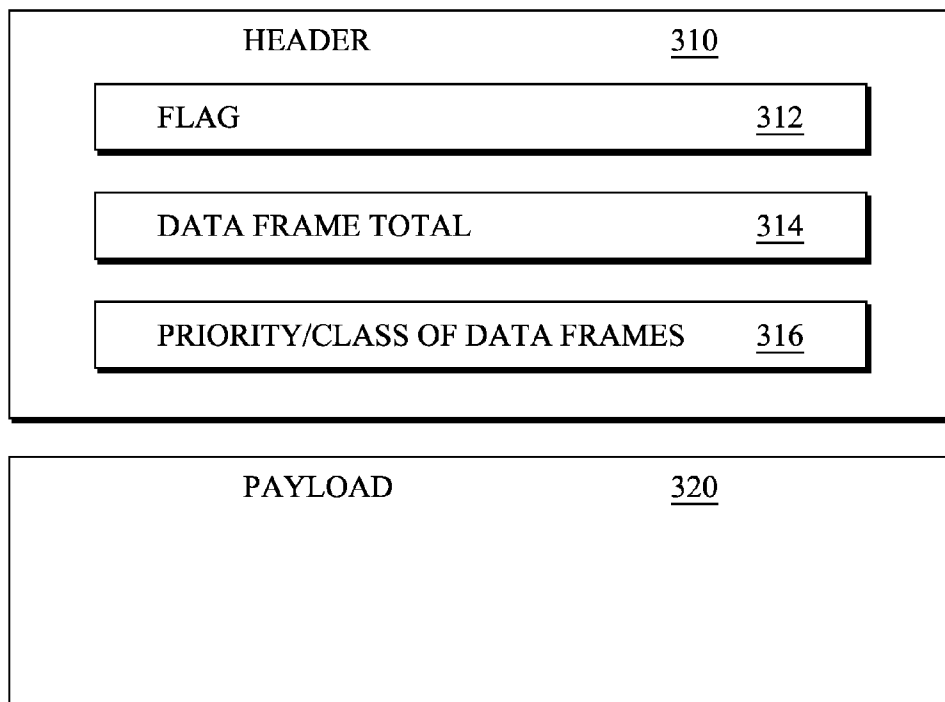 HEADER 310
FLAG 312
DATA FRAME TOTAL 314
PRIORITY/CLASS OF DATA FRAMES 316
PAYLOAD 320